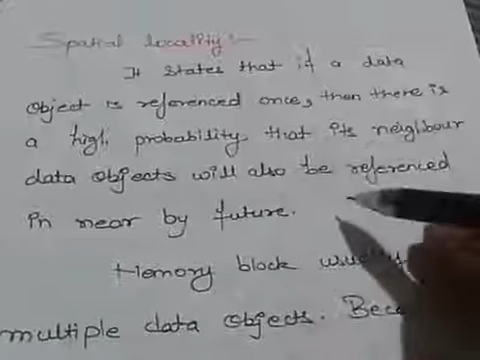 Spatial locality :-
It states that if a data
object is referenced once, then there is
a high probability that its neighbour
data objects will also be referenced
in near by future.
Memory block
multiple data objects.